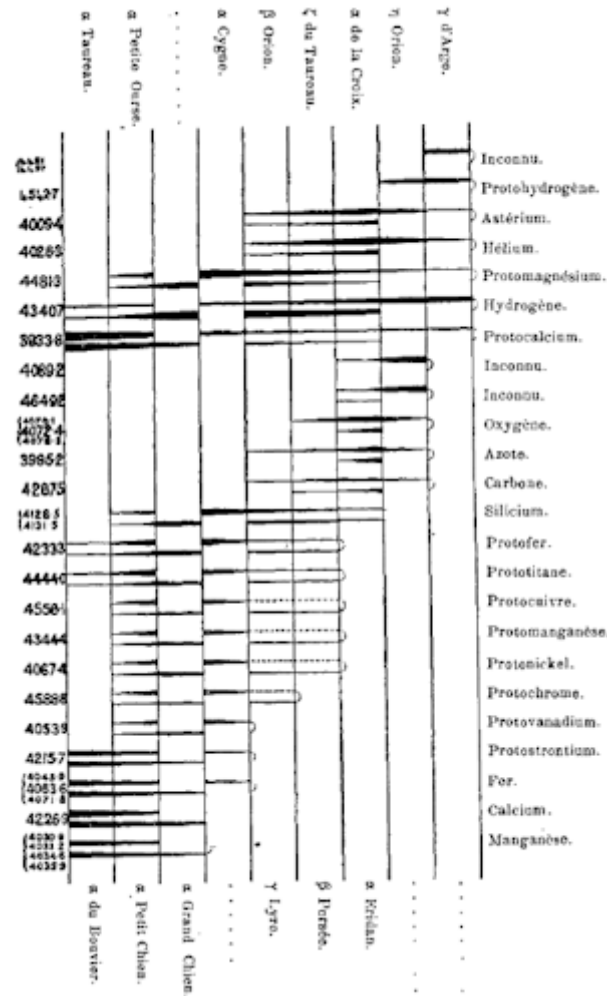 α Taureau.
α Petite Ourse.
. . . . . . .
α Cygne.
β Orion.
ζ du Taureau.
α de la Croix.
η Orion.
γ d'Argo.
Inconnu.
Protohydrogène.
40094 Astérium.
40263 Hélium.
44813 Protomagnésium.
43407 Hydrogène.
39338 Protocalcium.
40892 Inconnu.
46498 Inconnu.
Oxygène.
39952 Azote.
42675 Carbone.
Silicium.
42333 Protofer.
44440 Prototitane.
Protocuivre.
43444 Protomanganèse.
40674 Protonickel.
45886 Protochrome.
40539 Protovanadium.
42157 Protostrontium.
Fer.
42269 Calcium.
Manganèse.
α du Bouvier.
α Petit Chien.
α Grand Chien.
. . . . .
γ Lyre.
β Persée.
α Eridan.
. . . . .
. . . . .